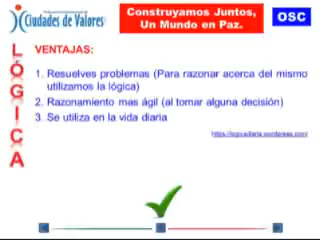 Ciudades de Valores
Construyamos Juntos,
Un Mundo en Paz.
OSC
LÓGICA
VENTAJAS:
1. Resuelves problemas (Para razonar acerca del mismo
utilizamos la lógica)
2. Razonamiento mas ágil (al tomar alguna decisión)
3. Se utiliza en la vida diaria
https://logicadiaria.wordpress.com/